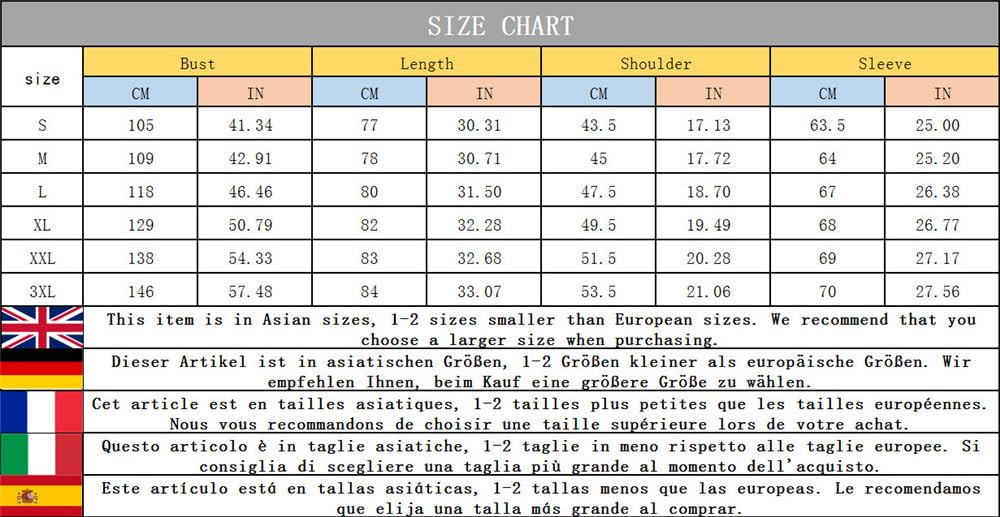 SIZE CHART
size Bust Length Shoulder Sleeve
CM IN CM IN CM IN CM IN
S 105 41.34 77 30.31 43.5 17.13 63.5 25.00
M 109 42.91 78 30.71 45 17.72 64 25.20
L 118 46.46 80 31.50 47.5 18.70 67 26.38
XL 129 50.79 82 32.28 49.5 19.49 68 26.77
XXL 138 54.33 83 32.68 51.5 20.28 69 27.17
3XL 146 57.48 84 33.07 53.5 21.06 70 27.56
This item is in Asian sizes, 1-2 sizes smaller than European sizes. We recommend that you
choose a larger size when purchasing.
Dieser Artikel ist in asiatischen Größen, 1-2 Größen kleiner als europäische Größen. Wir
empfehlen Ihnen, beim Kauf eine größere Größe zu wählen.
Cet article est en tailles asiatiques, 1-2 tailles plus petites que les tailles européennes.
Nous vous recommandons de choisir une taille supérieure lors de votre achat.
Questo articolo è in taglie asiatiche, 1-2 taglie in meno rispetto alle taglie europee. Si
consiglia di scegliere una taglia più grande al momento dell'acquisto.
Este artículo está en tallas asiáticas, 1-2 tallas menos que las europeas. Le recomendamos
que elija una talla más grande al comprar.